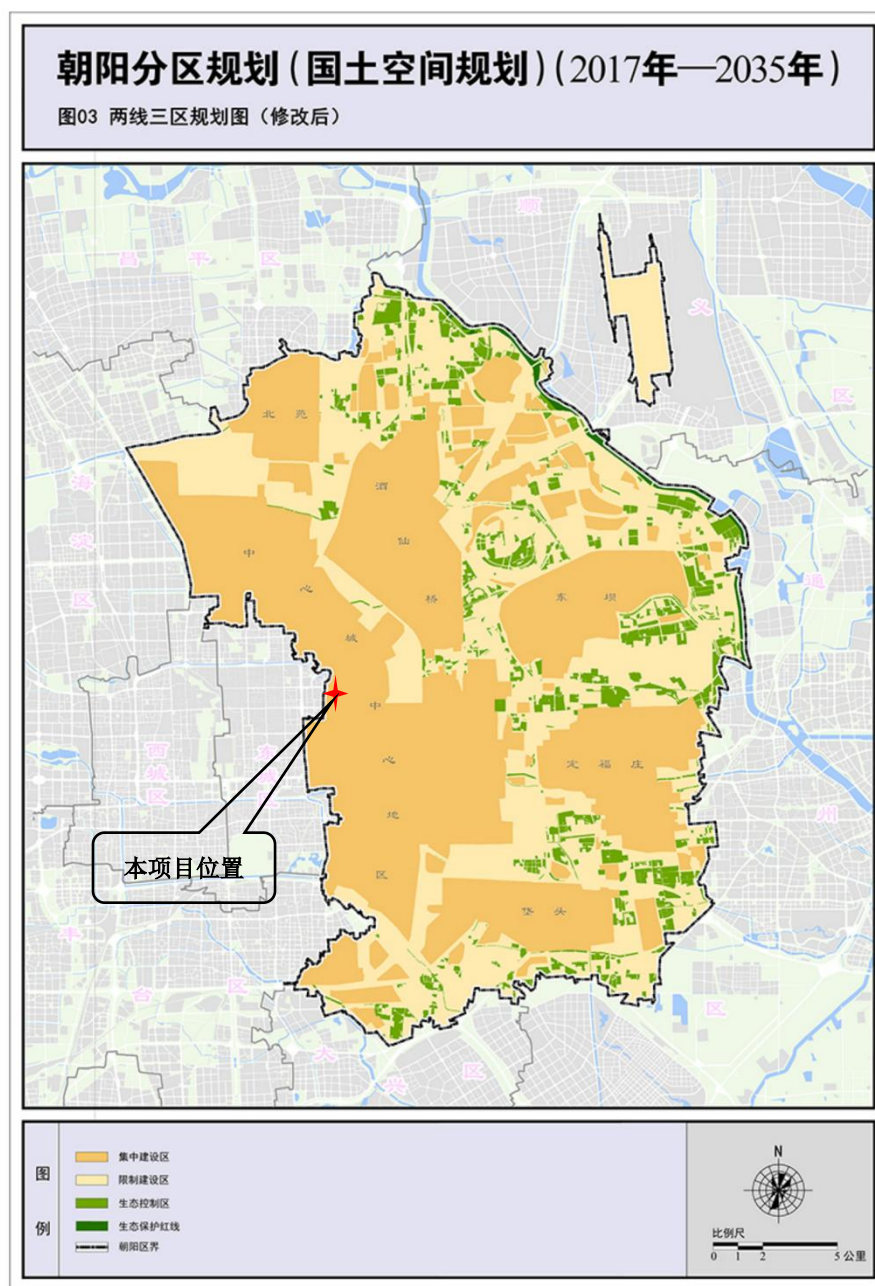 朝阳分区规划(国土空间规划)(2017年—2035年)
图03 两线三区规划图（修改后）
昌平区
顺义区
海淀区
北苑
酒仙桥
中心城中心地区
东坝
通州区
西城区
东城
定福庄
本项目位置
垡头
丰台区
大兴区
图例
集中建设区
限制建设区
生态控制区
生态保护红线
朝阳区界
N
比例尺
0 1 2 5 公里